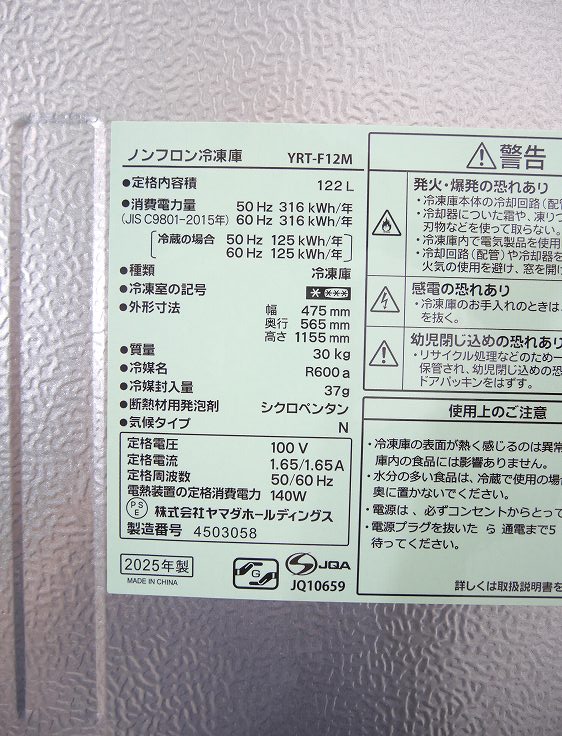 ノンフロン冷凍庫 YRT-F12M
●定格内容積 122 L
●消費電力量 50 Hz 316 kWh/年
(JIS C9801-2015年) 60 Hz 316 kWh/年
冷蔵の場合 50 Hz 125 kWh/年
60 Hz 125 kWh/年
●種類 冷凍庫
●冷凍室の記号 * ***
●外形寸法 幅 475 mm
奥行 565 mm
高さ 1155 mm
●質量 30 kg
●冷媒名 R600 a
●冷媒封入量 37g
●断熱材用発泡剤 シクロペンタン
●気候タイプ N
定格電圧 100 V
定格電流 1.65/1.65 A
定格周波数 50/60 Hz
電熱装置の定格消費電力 140W
PSE 株式会社ヤマダホールディングス
製造番号 4503058
2025年製
MADE IN CHINA
G
S JQA
JQ10659
警告
発火・爆発の恐れあり
・冷凍庫本体の冷却回路(配管
・冷却器についた霜や、凍りつ
刃物などを使って取らない。
・冷凍庫内で電気製品を使用
・冷却回路(配管)や冷却器を
火気の使用を避け、窓を開け
感電の恐れあり
・冷凍庫のお手入れのときは、
を抜く。
幼児閉じ込めの恐れあり
・リサイクル処理などのため一
保管され、幼児閉じ込めの恐
ドアパッキンをはずす。
使用上のご注意
・冷凍庫の表面が熱く感じるのは異常
庫内の食品には影響ありません。
・水分の多い食品は、冷蔵で使用の場合
奥に置かないでください。
・電源は、必ずコンセントからとって
・電源プラグを抜いた ら 通電まで5
待ってください。
詳しくは取扱説明書を